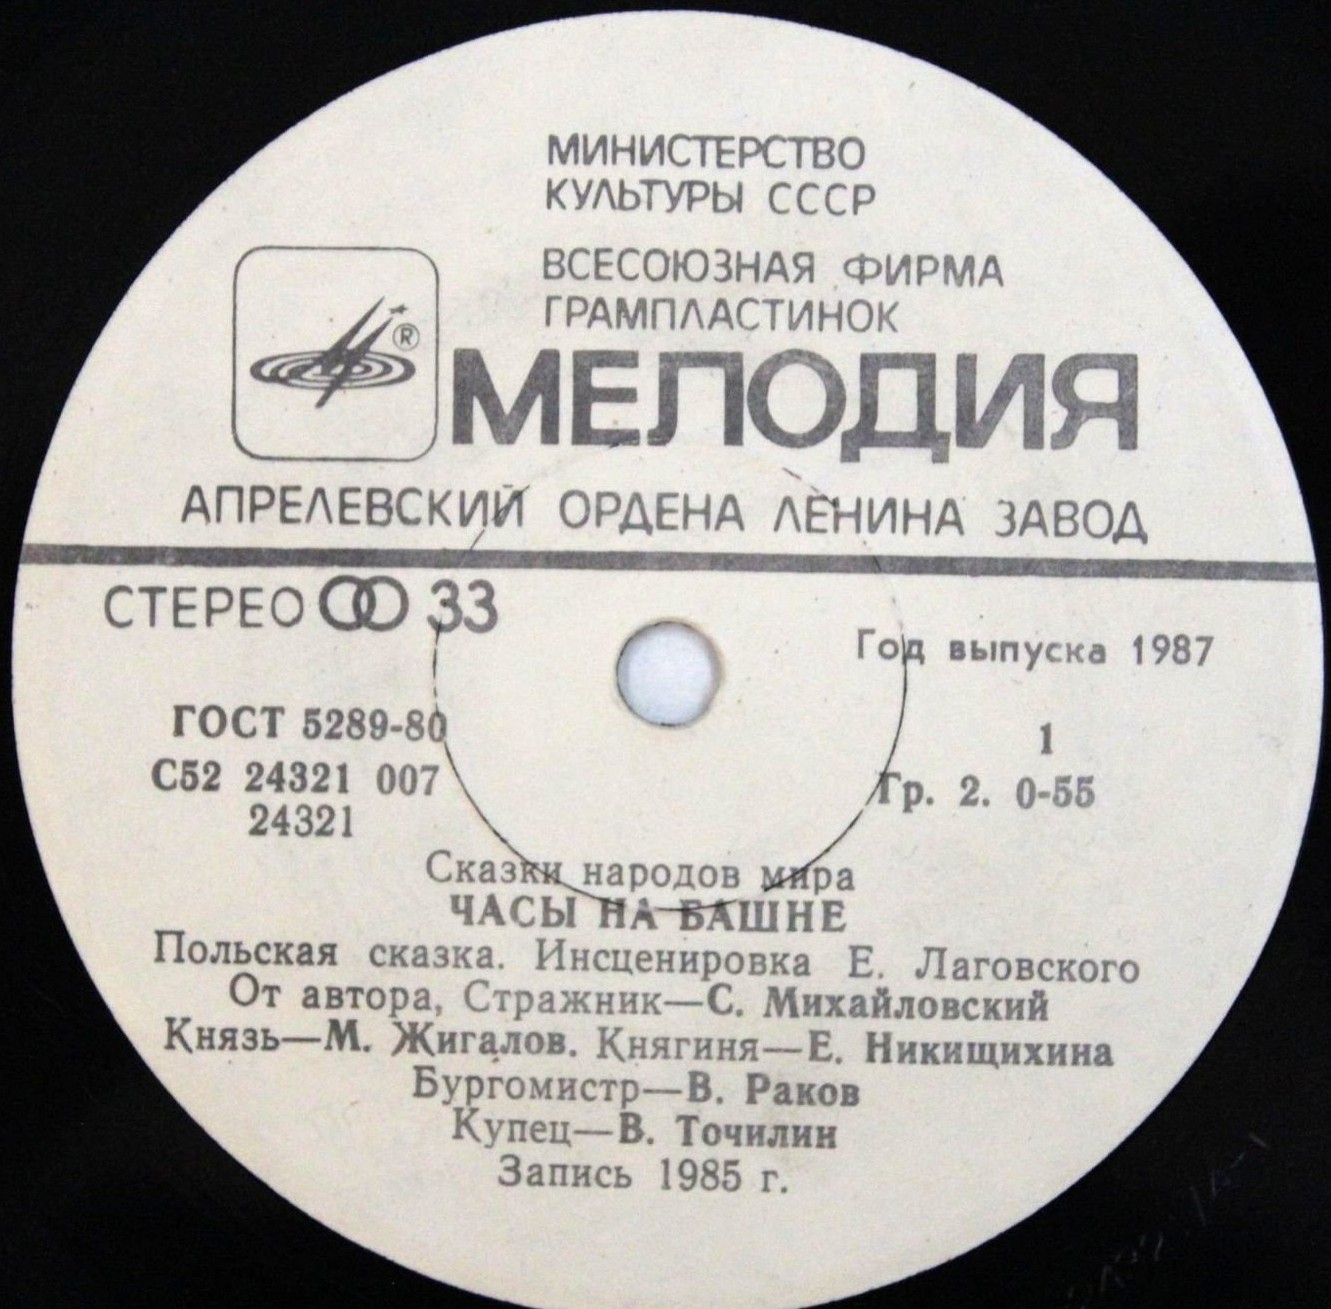 МИНИСТЕРСТВО
КУЛЬТУРЫ СССР
ВСЕСОЮЗНАЯ ФИРМА
ГРАМПЛАСТИНОК
®
МЕЛОДИЯ
АПРЕЛЕВСКИЙ ОРДЕНА ЛЕНИНА ЗАВОД
СТЕРЕО 33
Год выпуска 1987
ГОСТ 5289-80
1
С52 24321 007
Гр. 2. 0-55
24321
Сказки народов мира
ЧАСЫ НА БАШНЕ
Польская сказка. Инсценировка Е. Лаговского
От автора, Стражник—С. Михайловский
Князь—М. Жигалов. Княгиня—Е. Никищихина
Бургомистр—В. Раков
Купец—В. Точилин
Запись 1985 г.